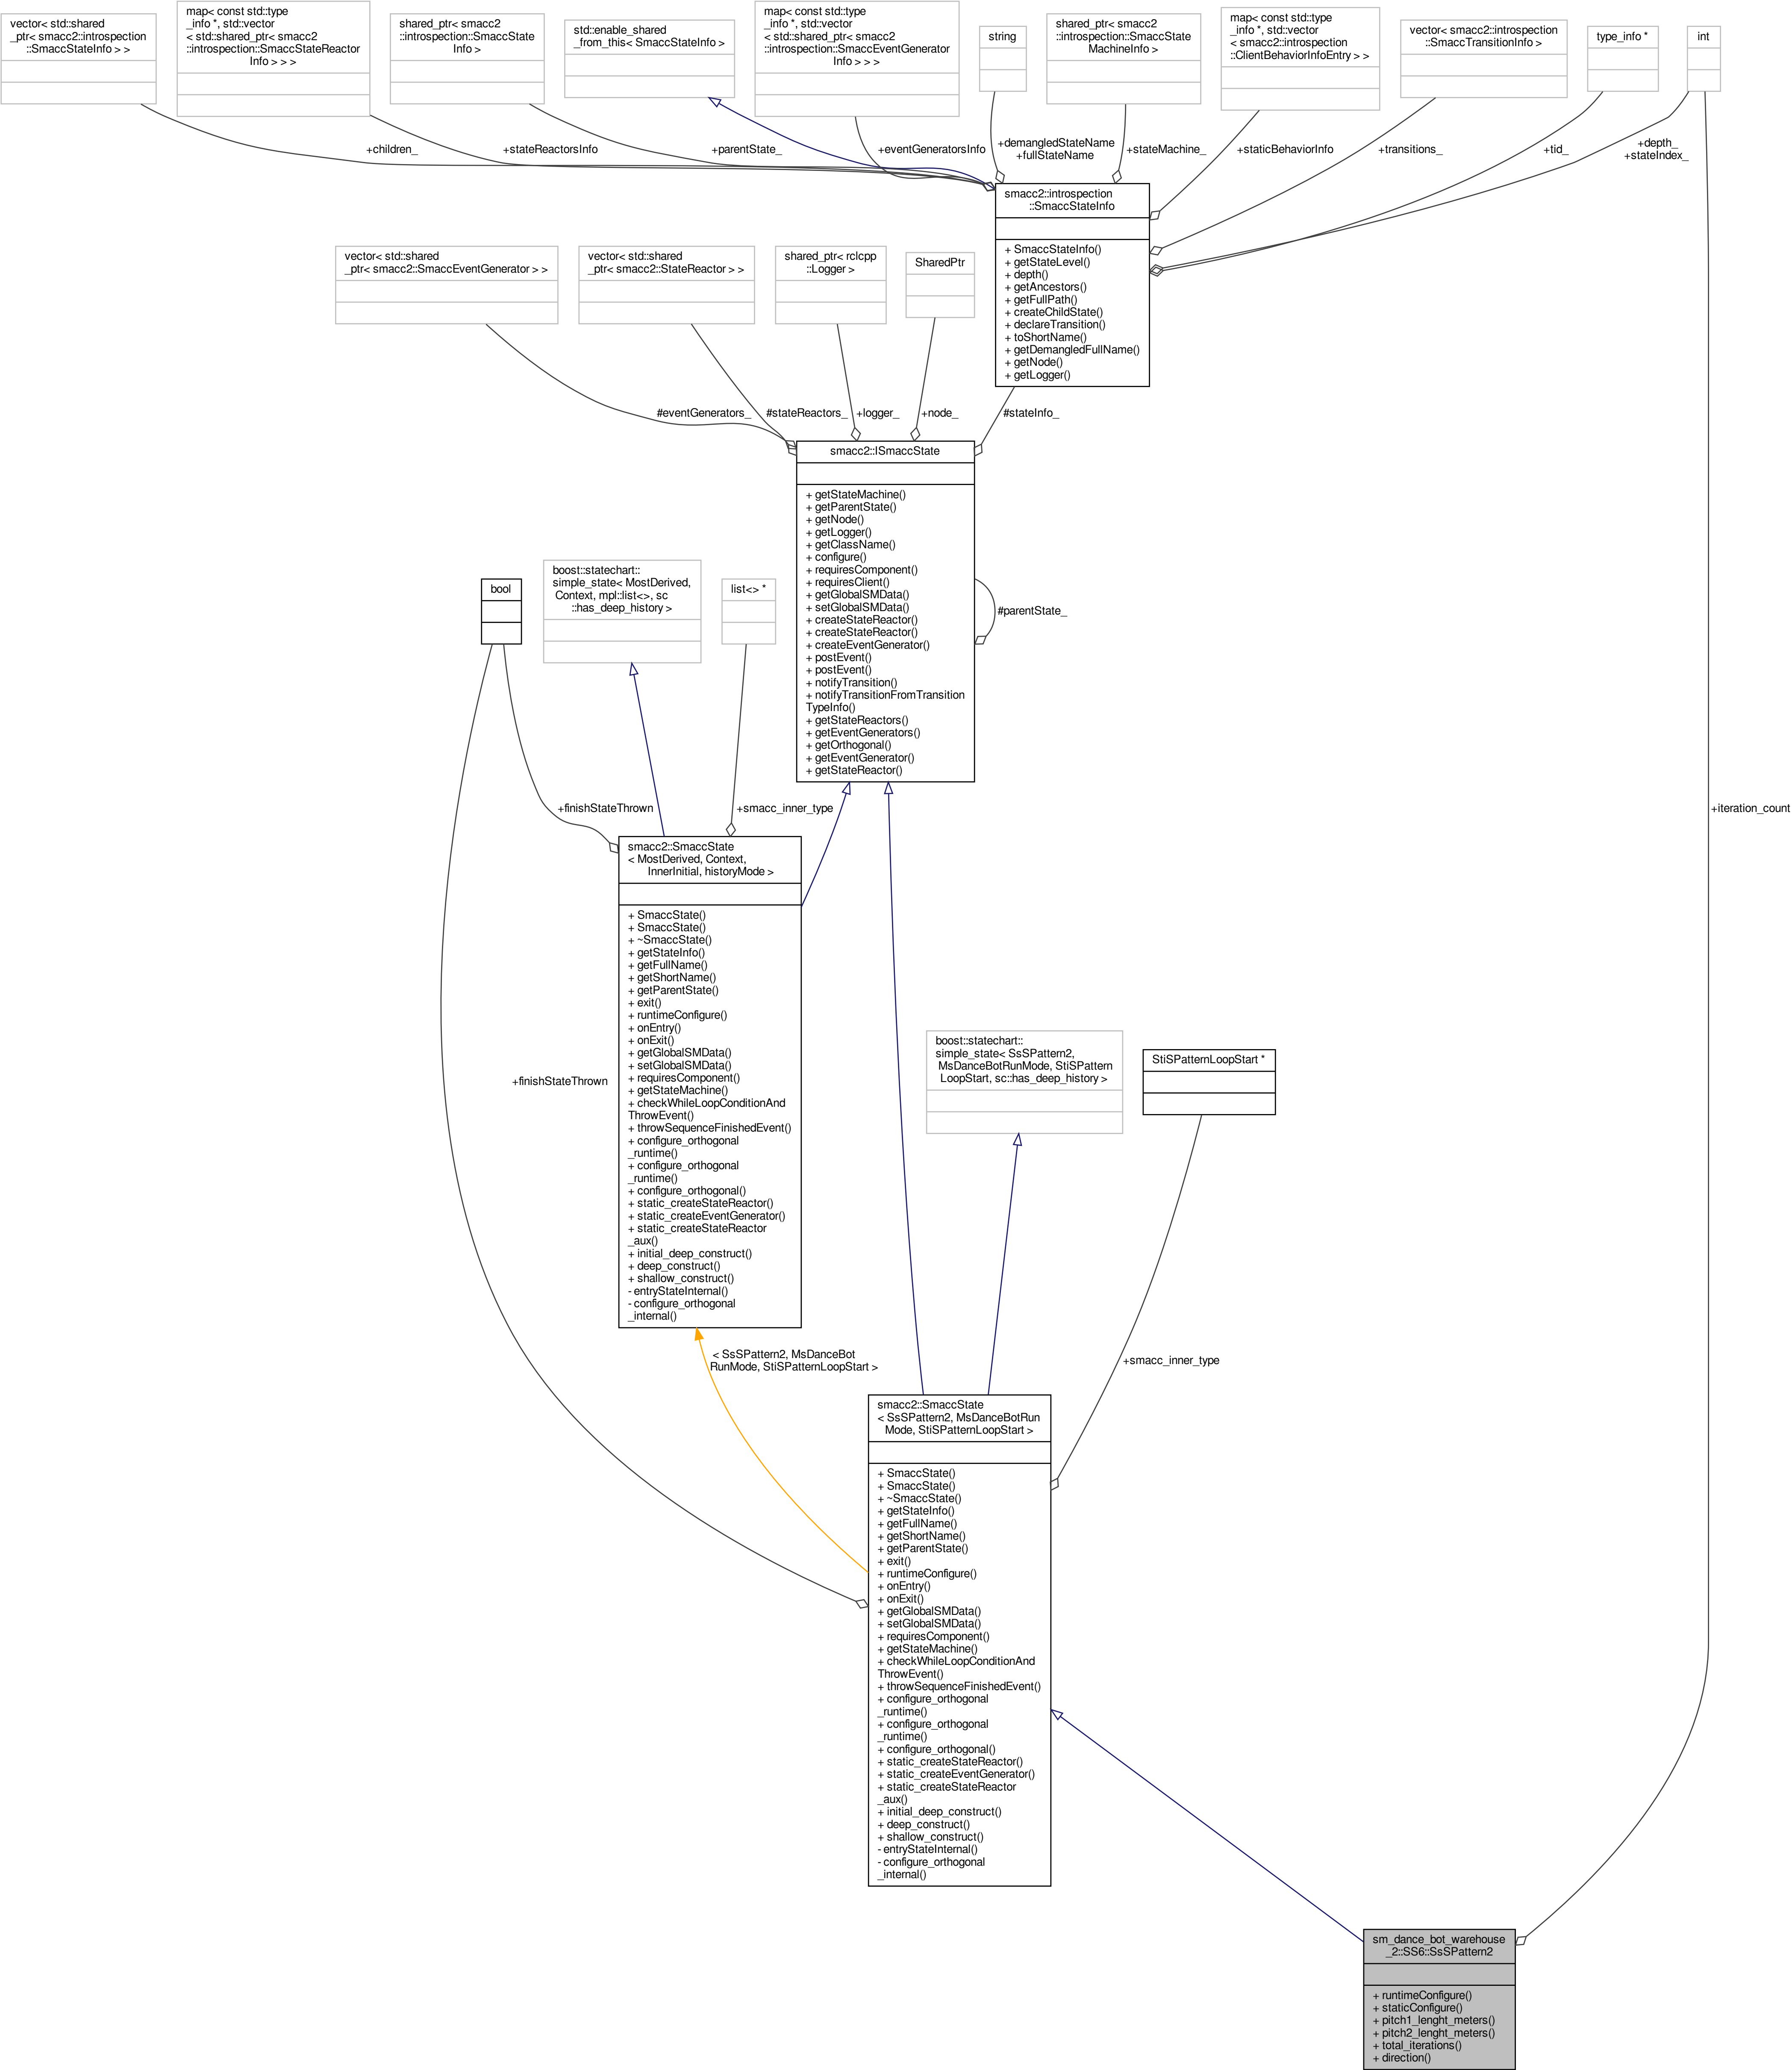 vector< std::shared
_ptr< smacc2::introspection
::SmaccStateInfo > >
map< const std::type
_info *, std::vector
< std::shared_ptr< smacc2
::introspection::SmaccStateReactor
Info > > >
shared_ptr< smacc2
::introspection::SmaccState
Info >
std::enable_shared
_from_this< SmaccStateInfo >
map< const std::type
_info *, std::vector
< std::shared_ptr< smacc2
::introspection::SmaccEventGenerator
Info > > >
string
shared_ptr< smacc2
::introspection::SmaccState
MachineInfo >
map< const std::type
_info *, std::vector
< smacc2::introspection
::ClientBehaviorInfoEntry > >
vector< smacc2::introspection
::SmaccTransitionInfo >
type_info *
int
+children_
+stateReactorsInfo
+parentState_
+eventGeneratorsInfo
+demangledStateName
+fullStateName
+stateMachine_
+staticBehaviorInfo
+transitions_
+tid_
+depth_
+stateIndex_
smacc2::introspection
::SmaccStateInfo
+ SmaccStateInfo()
+ getStateLevel()
+ depth()
+ getAncestors()
+ getFullPath()
+ createChildState()
+ declareTransition()
+ toShortName()
+ getDemangledFullName()
+ getNode()
+ getLogger()
vector< std::shared
_ptr< smacc2::SmaccEventGenerator > >
vector< std::shared
_ptr< smacc2::StateReactor > >
shared_ptr< rclcpp
::Logger >
SharedPtr
#eventGenerators_
#stateReactors_
+logger_
+node_
#stateInfo_
smacc2::ISmaccState
+ getStateMachine()
+ getParentState()
+ getNode()
+ getLogger()
+ getClassName()
+ configure()
+ requiresComponent()
+ requiresClient()
+ getGlobalSMData()
+ setGlobalSMData()
+ createStateReactor()
+ createStateReactor()
+ createEventGenerator()
+ postEvent()
+ postEvent()
+ notifyTransition()
+ notifyTransitionFromTransition
TypeInfo()
+ getStateReactors()
+ getEventGenerators()
+ getOrthogonal()
+ getEventGenerator()
+ getStateReactor()
#parentState_
bool
boost::statechart::
simple_state< MostDerived,
Context, mpl::list<>, sc
::has_deep_history >
list<> *
+finishStateThrown
+smacc_inner_type
+iteration_count
smacc2::SmaccState
< MostDerived, Context,
InnerInitial, historyMode >
+ SmaccState()
+ SmaccState()
+ ~SmaccState()
+ getStateInfo()
+ getFullName()
+ getShortName()
+ getParentState()
+ exit()
+ runtimeConfigure()
+ onEntry()
+ onExit()
+ getGlobalSMData()
+ setGlobalSMData()
+ requiresComponent()
+ getStateMachine()
+ checkWhileLoopConditionAnd
ThrowEvent()
+ throwSequenceFinishedEvent()
+ configure_orthogonal
_runtime()
+ configure_orthogonal
_runtime()
+ configure_orthogonal()
+ static_createStateReactor()
+ static_createEventGenerator()
+ static_createStateReactor
_aux()
+ initial_deep_construct()
+ deep_construct()
+ shallow_construct()
- entryStateInternal()
- configure_orthogonal
_internal()
+finishStateThrown
boost::statechart::
simple_state< SsSPattern2,
MsDanceBotRunMode, StiSPattern
LoopStart, sc::has_deep_history >
StiSPatternLoopStart *
< SsSPattern2, MsDanceBot
RunMode, StiSPatternLoopStart >
+smacc_inner_type
smacc2::SmaccState
< SsSPattern2, MsDanceBotRun
Mode, StiSPatternLoopStart >
+ SmaccState()
+ SmaccState()
+ ~SmaccState()
+ getStateInfo()
+ getFullName()
+ getShortName()
+ getParentState()
+ exit()
+ runtimeConfigure()
+ onEntry()
+ onExit()
+ getGlobalSMData()
+ setGlobalSMData()
+ requiresComponent()
+ getStateMachine()
+ checkWhileLoopConditionAnd
ThrowEvent()
+ throwSequenceFinishedEvent()
+ configure_orthogonal
_runtime()
+ configure_orthogonal
_runtime()
+ configure_orthogonal()
+ static_createStateReactor()
+ static_createEventGenerator()
+ static_createStateReactor
_aux()
+ initial_deep_construct()
+ deep_construct()
+ shallow_construct()
- entryStateInternal()
- configure_orthogonal
_internal()
sm_dance_bot_warehouse
_2::SS6::SsSPattern2
+ runtimeConfigure()
+ staticConfigure()
+ pitch1_lenght_meters()
+ pitch2_lenght_meters()
+ total_iterations()
+ direction()